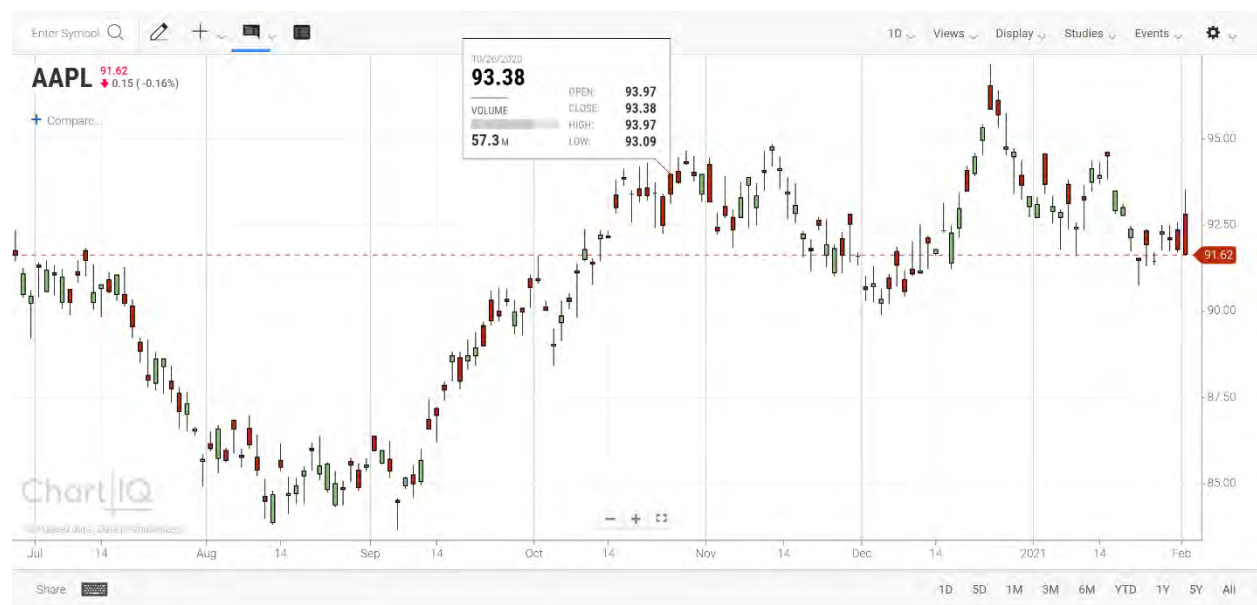 Enter Symbol
1D Views Display Studies Events
AAPL 91.62
0.15 ( -0.16%)
+ Compare...
10/26/2020
93.38
VOLUME
57.3 M
OPEN: 93.97
CLOSE: 93.38
HIGH: 93.97
LOW: 93.09
95.00
92.50
91.62
90.00
87.50
85.00
ChartIQ
Jul 14 Aug 14 Sep 14 Oct 14 Nov 14 Dec 14 2021 14 Feb
Share
1D 5D 1M 3M 6M YTD 1Y 5Y All